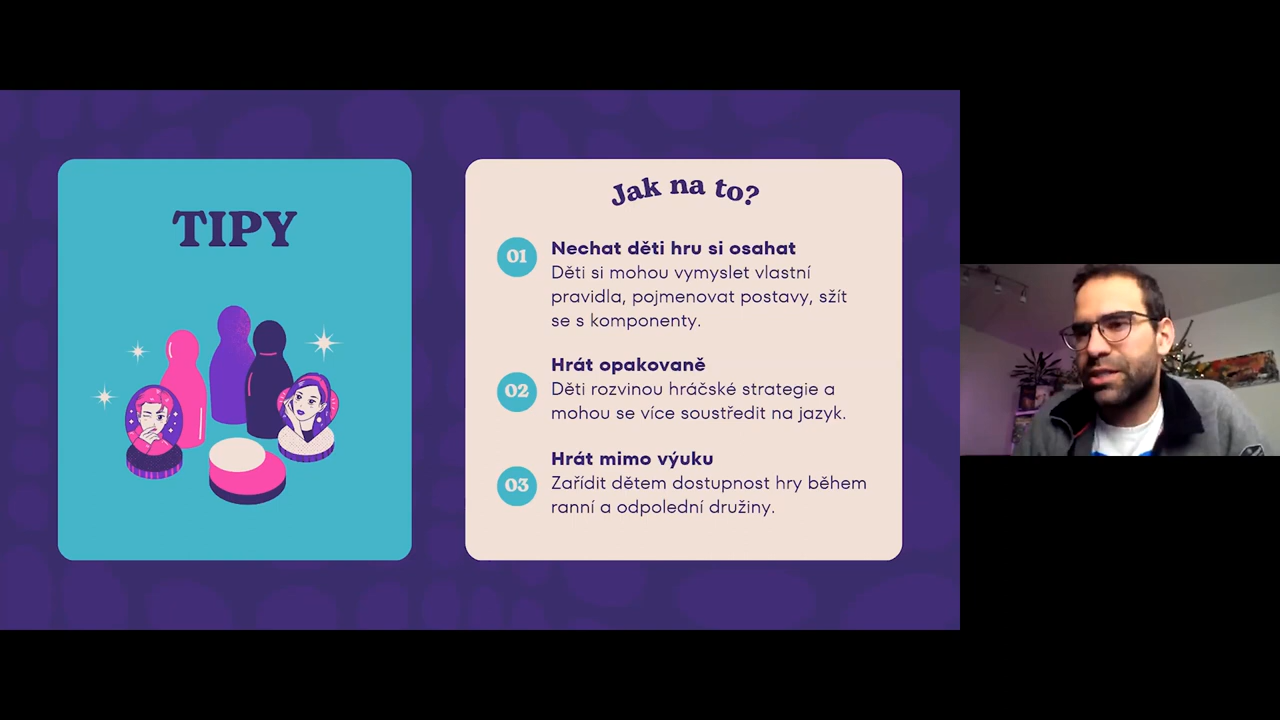 TIPY
Jak na to?
01
Nechat děti hru si osahat
Děti si mohou vymyslet vlastní
pravidla, pojmenovat postavy, sžít
se s komponenty.
02
Hrát opakovaně
Děti rozvinou hráčské strategie a
mohou se více soustředit na jazyk.
03
Hrát mimo výuku
Zařídit dětem dostupnost hry během
ranní a odpolední družiny.